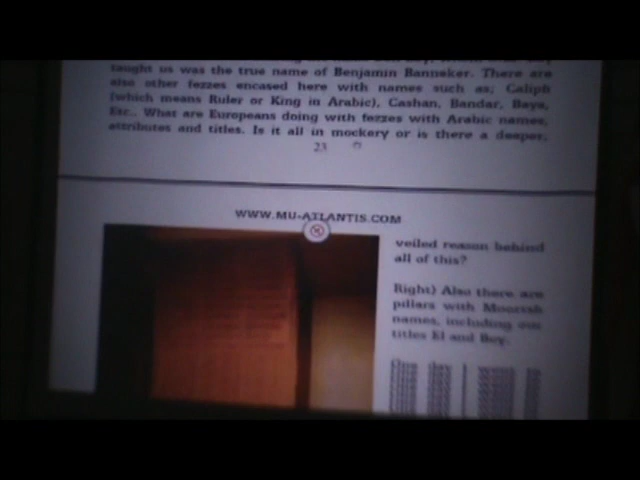 taught us was the true name of Benjamin Banneker. There are
also other fezzes encased here with names such as; Caliph
(which means Ruler or King in Arabic), Cashan, Bandar, Baya,
Etc.. What are Europeans doing with fezzes with Arabic names,
attributes and titles. Is it all in mockery or is there a deeper,
23
WWW.MU-ATLANTIS.COM
veiled reason behind
all of this?
Right) Also there are
pillars with Moorish
names, including our
titles El and Bey.
One day I went to